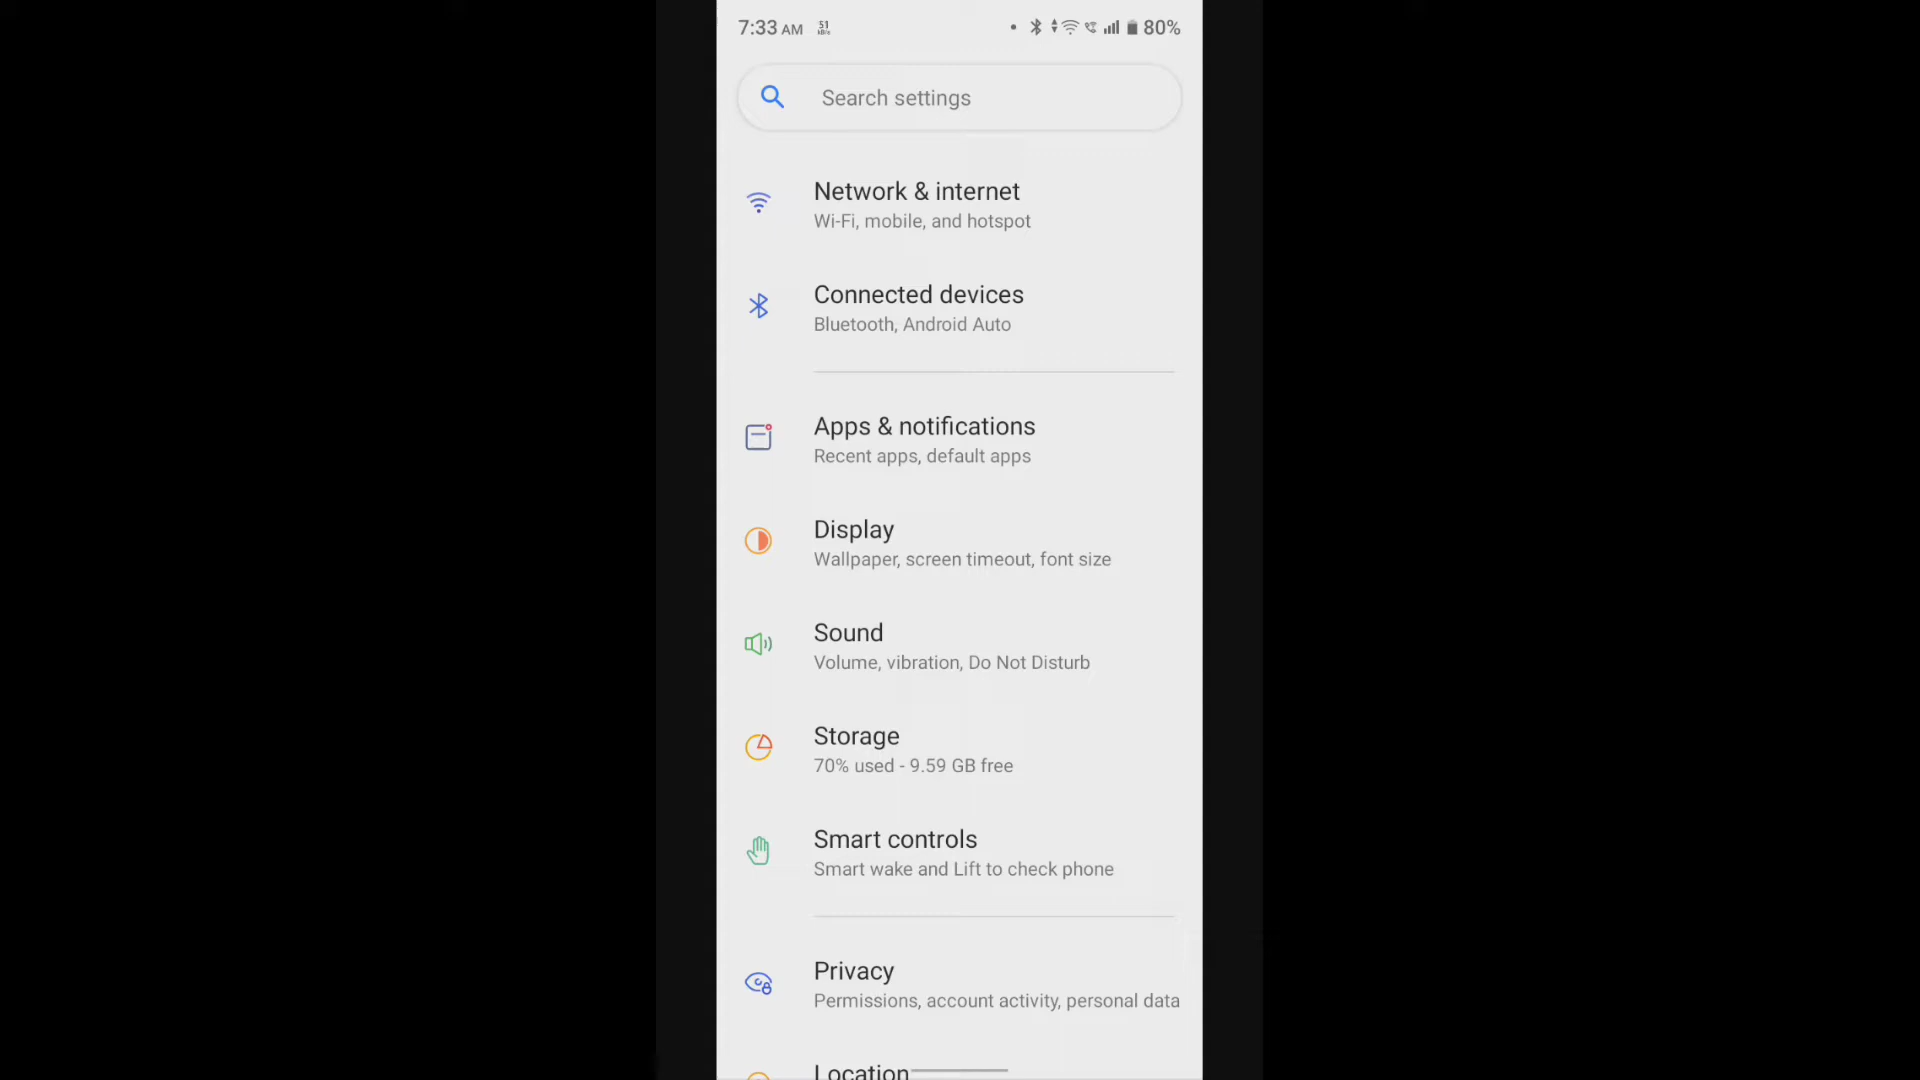 7:33 AM 51 kB/s 80%
Search settings
Network & internet
Wi-Fi, mobile, and hotspot
Connected devices
Bluetooth, Android Auto
Apps & notifications
Recent apps, default apps
Display
Wallpaper, screen timeout, font size
Sound
Volume, vibration, Do Not Disturb
Storage
70% used - 9.59 GB free
Smart controls
Smart wake and Lift to check phone
Privacy
Permissions, account activity, personal data
Location